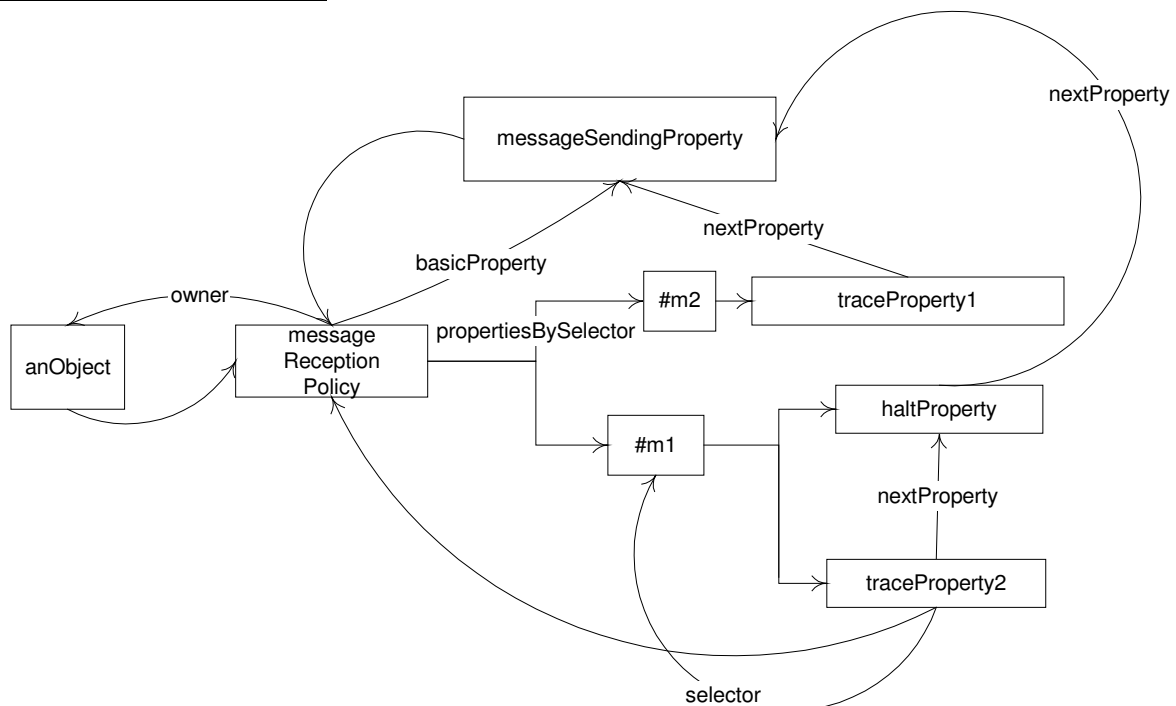 nextProperty
messageSendingProperty
nextProperty
basicProperty
owner
#m2
traceProperty1
message
Reception
Policy
propertiesBySelector
anObject
haltProperty
#m1
nextProperty
traceProperty2
selector